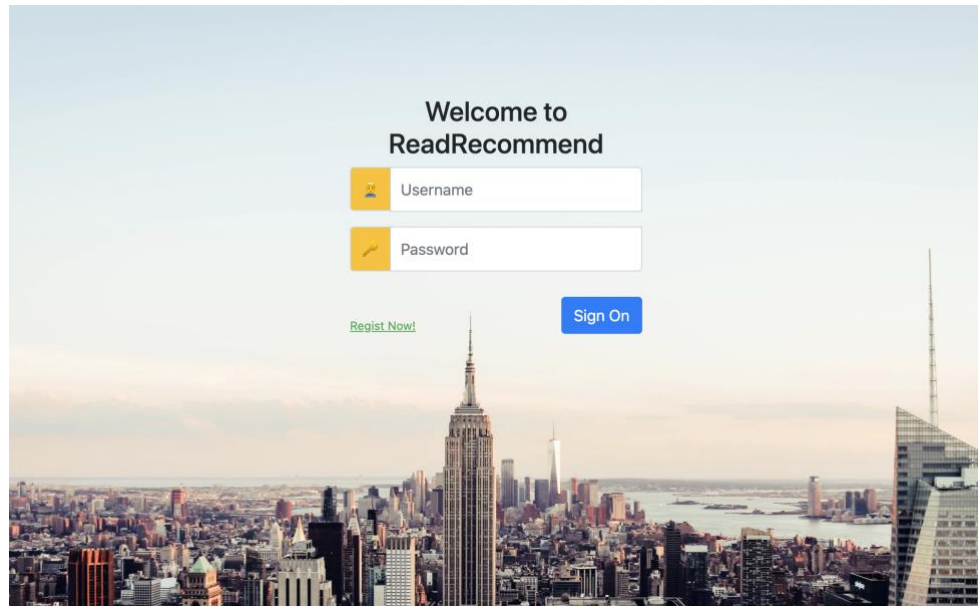 Welcome to
ReadRecommend
Username
Password
Regist Now!
Sign On